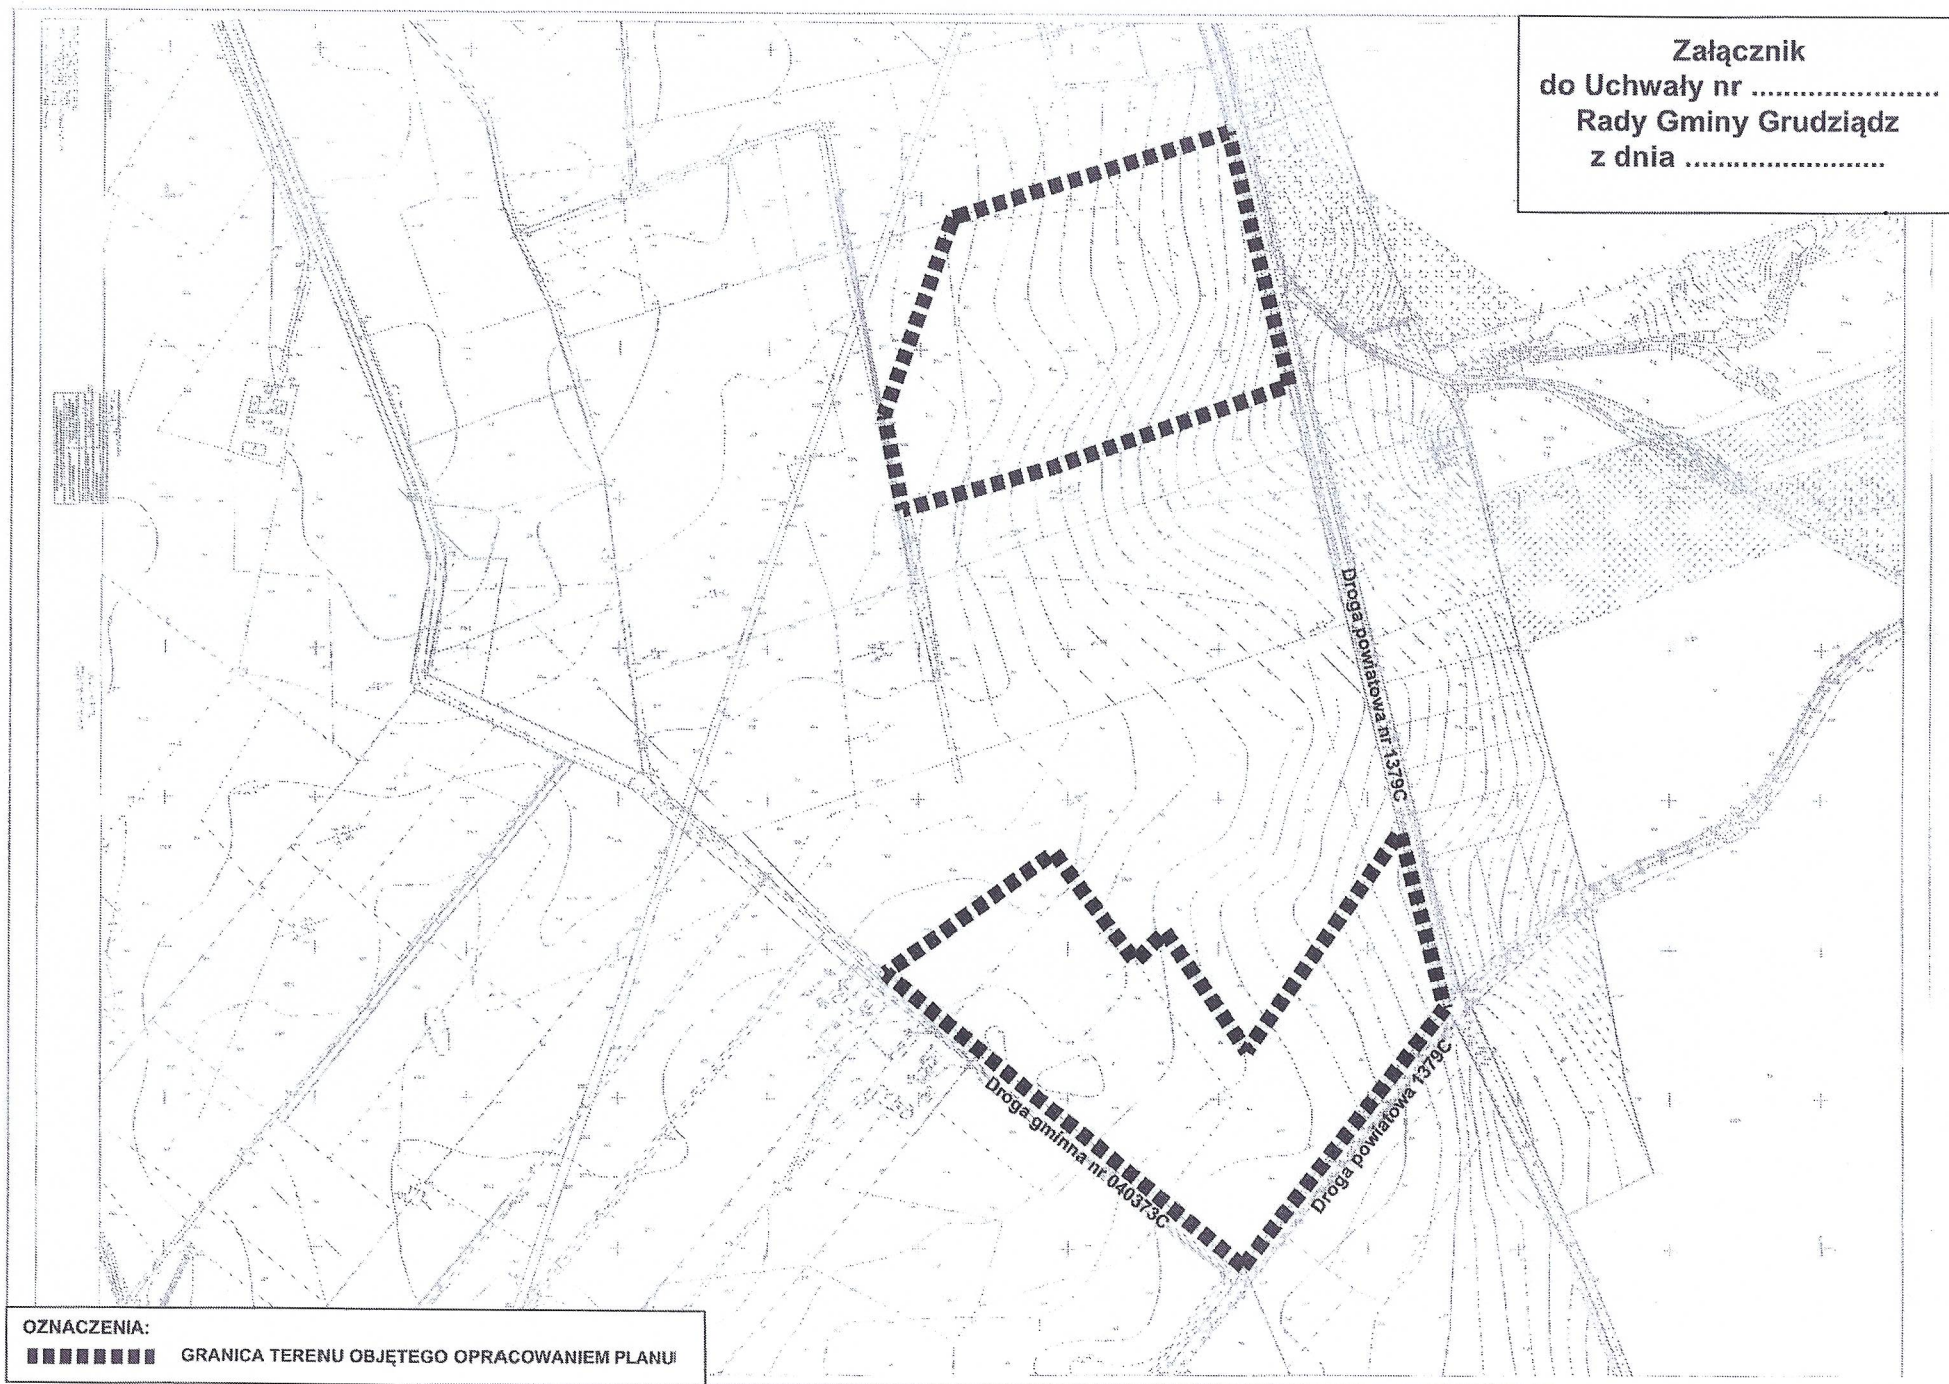 Załącznik
do Uchwały nr .......................
Rady Gminy Grudziądz
z dnia ........................
Droga powiatowa nr 1379C
Droga gminna nr 040373C
Droga powiatowa 1379C
OZNACZENIA:
GRANICA TERENU OBJĘTEGO OPRACOWANIEM PLANU